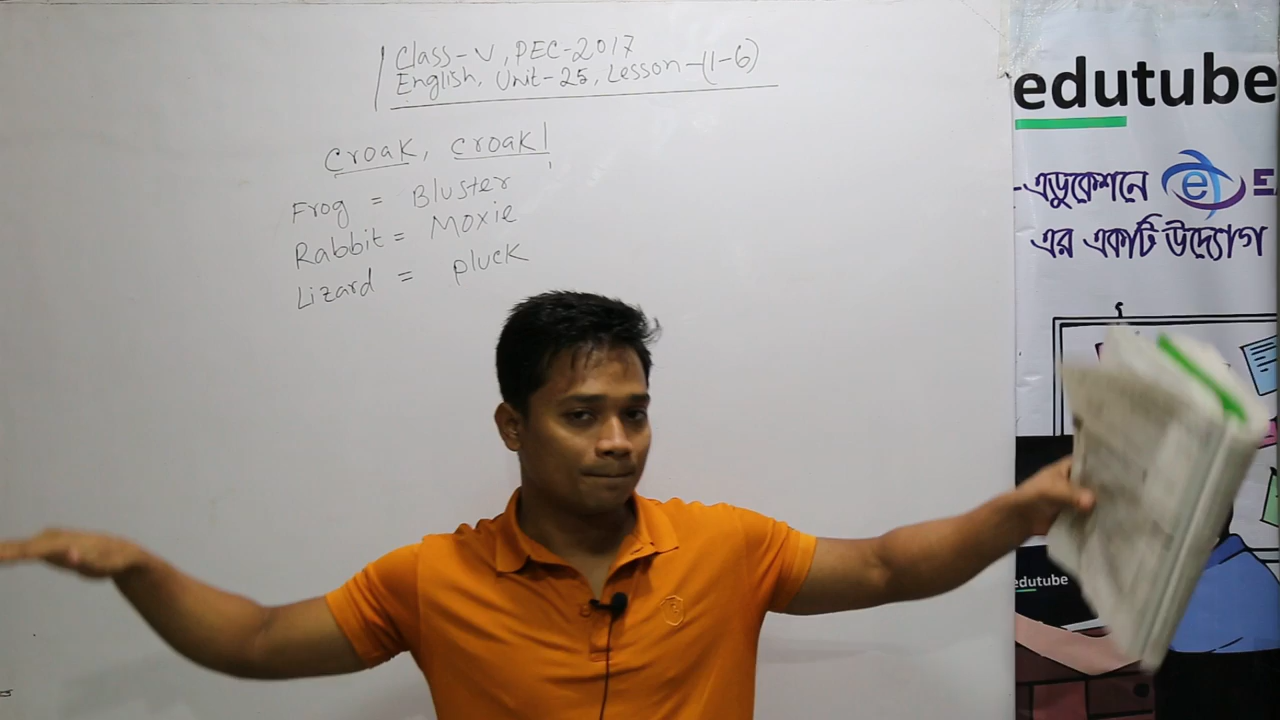 Class-V, PEC-2017
English, Unit-25, Lesson-(1-6)
Croak, croak!
Frog = Bluster
Rabbit = Moxie
Lizard = pluck
edutube
-এডুকেশনে
এর একটি উদ্যোগ
edutube